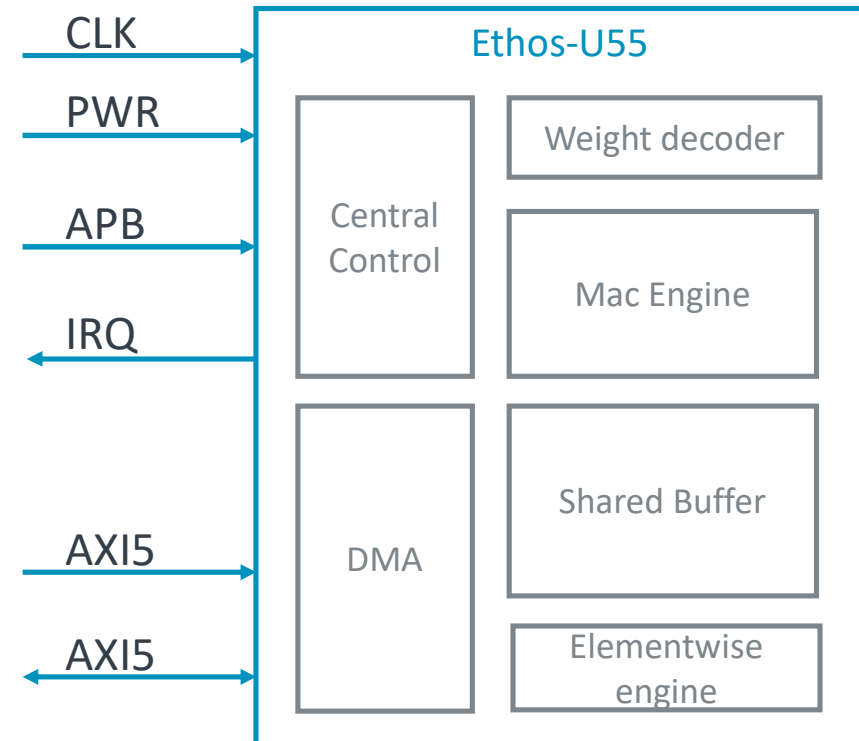 CLK
PWR
APB
IRQ
AXI5
AXI5
Ethos-U55
Central
Control
DMA
Weight decoder
Mac Engine
Shared Buffer
Elementwise
engine